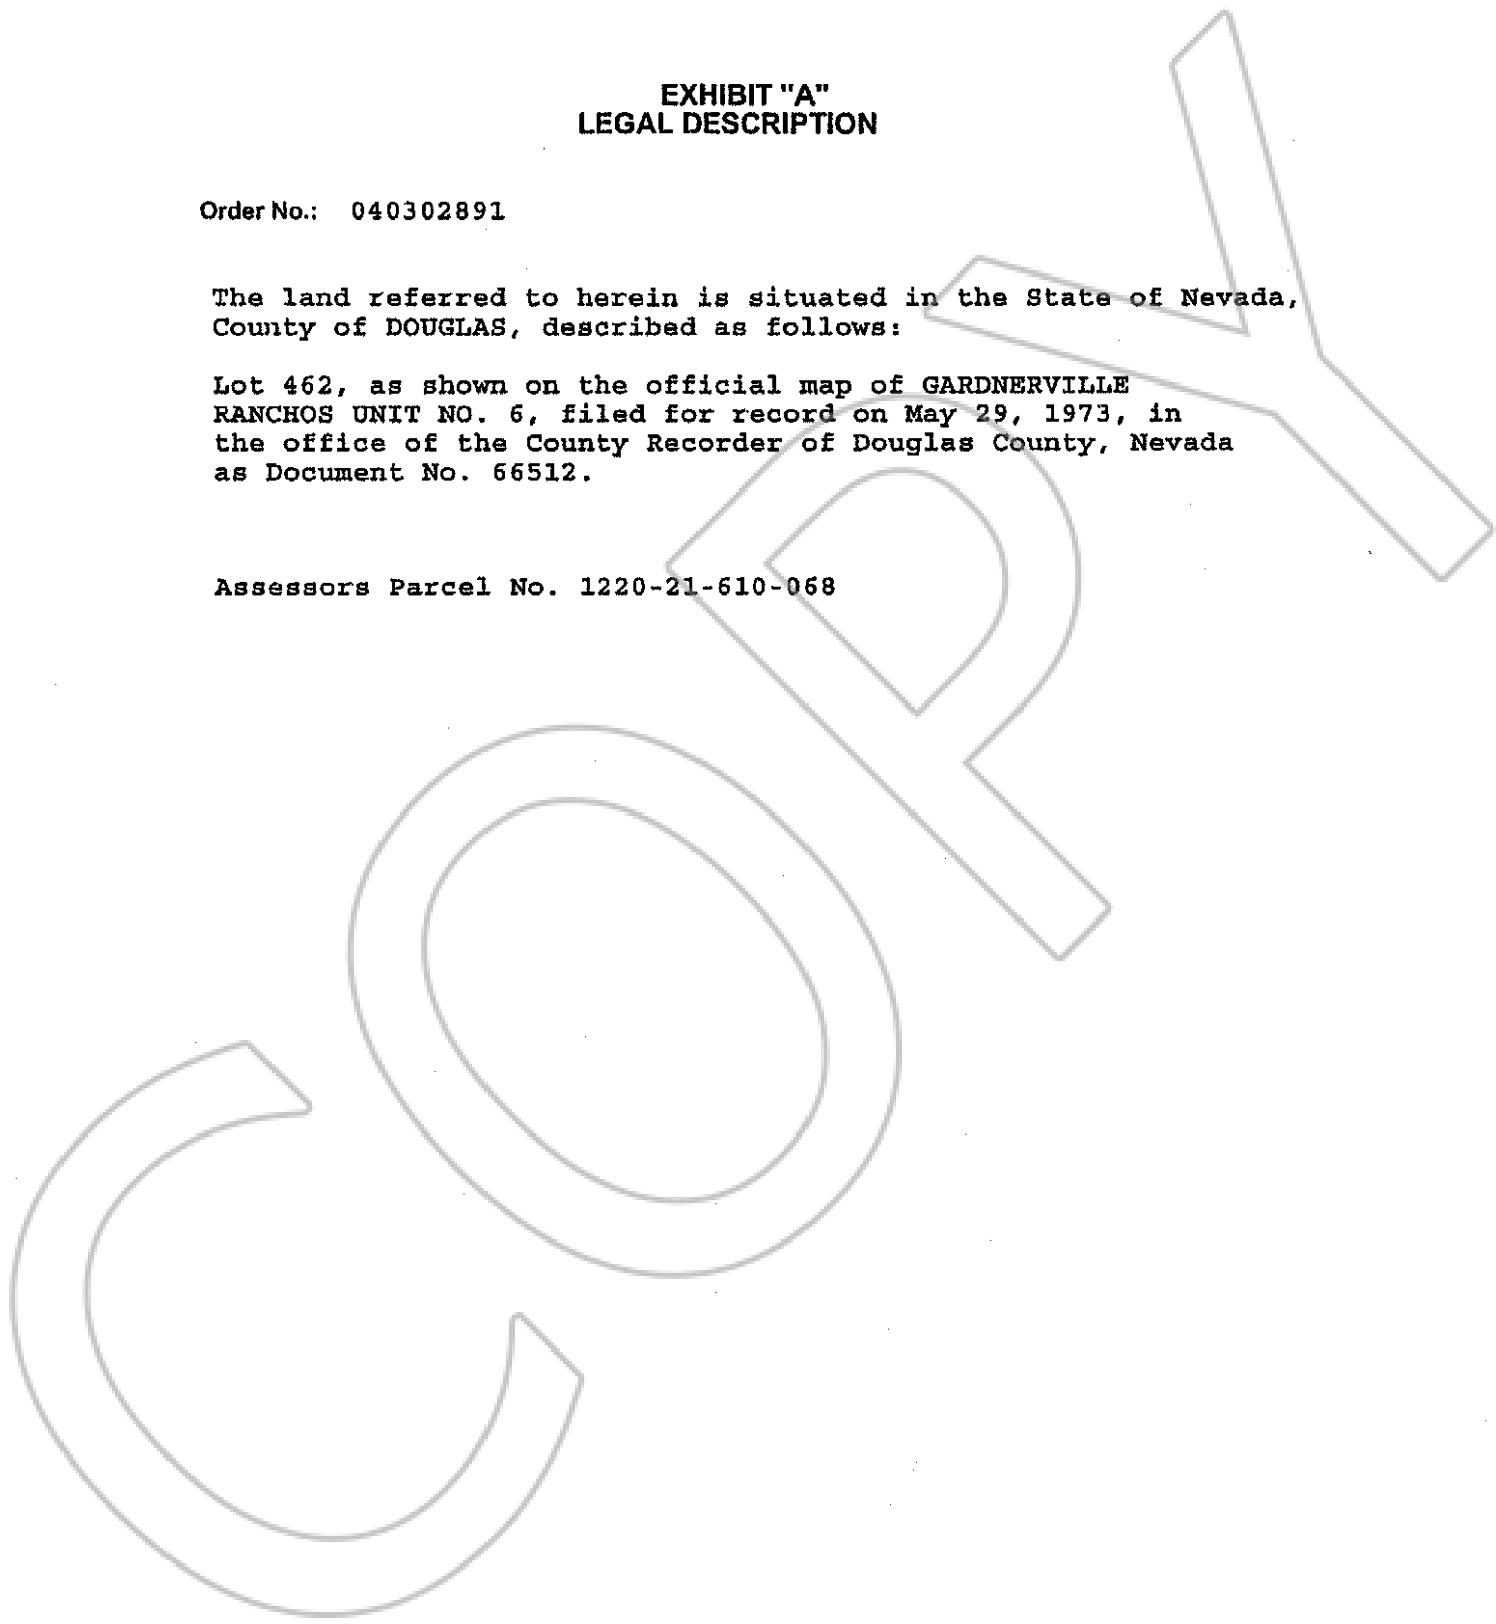 EXHIBIT "A"
LEGAL DESCRIPTION
Order No.: 040302891
The land referred to herein is situated in the State of Nevada,
County of DOUGLAS, described as follows:
Lot 462, as shown on the official map of GARDNERVILLE
RANCHOS UNIT NO. 6, filed for record on May 29, 1973, in
the office of the County Recorder of Douglas County, Nevada
as Document No. 66512.
Assessors Parcel No. 1220-21-610-068
COPY